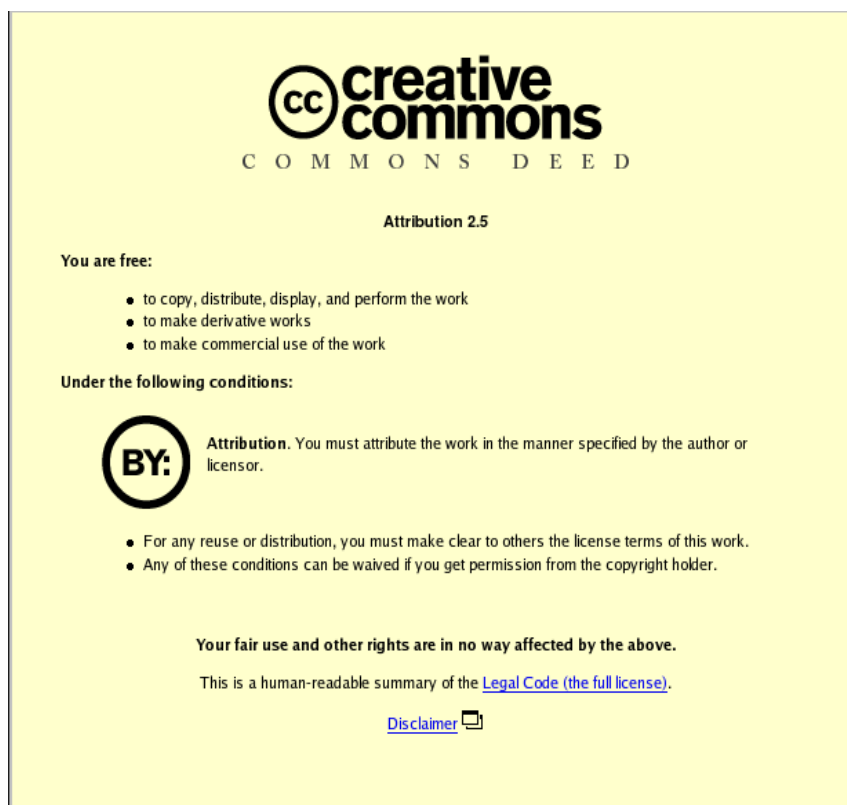 cc creative
commons
COMMONS DEED
Attribution 2.5
You are free:
• to copy, distribute, display, and perform the work
• to make derivative works
• to make commercial use of the work
Under the following conditions:
BY:
Attribution. You must attribute the work in the manner specified by the author or
licensor.
• For any reuse or distribution, you must make clear to others the license terms of this work.
• Any of these conditions can be waived if you get permission from the copyright holder.
Your fair use and other rights are in no way affected by the above.
This is a human-readable summary of the Legal Code (the full license).
Disclaimer